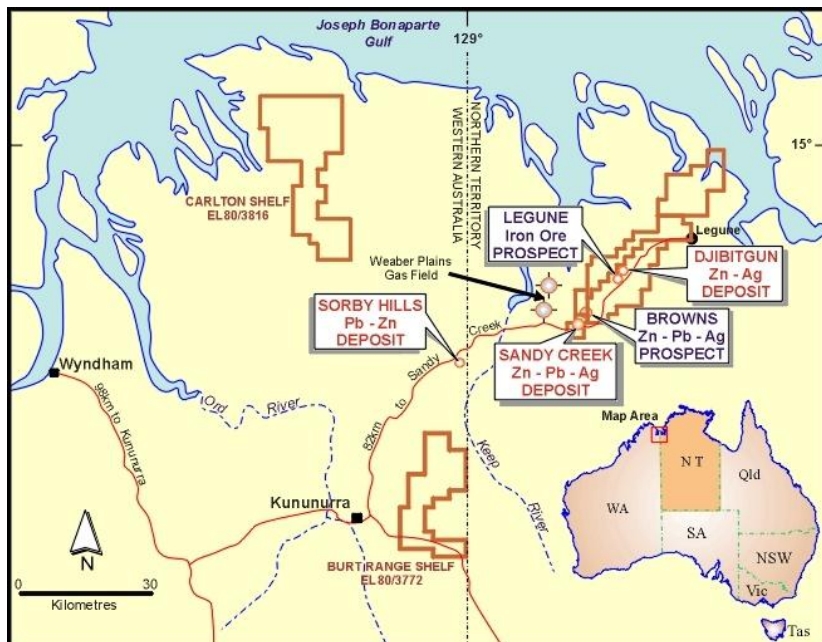 Joseph Bonaparte
Gulf
129°
15°
CARLTON SHELF
EL80/3816
WESTERN AUSTRALIA
NORTHERN TERRITORY
LEGUNE
Iron Ore
PROSPECT
Legune
Weaber Plains
Gas Field
DJIBITGUN
Zn - Ag
DEPOSIT
SORBY HILLS
Pb - Zn
DEPOSIT
BROWNS
Zn - Pb - Ag
PROSPECT
SANDY CREEK
Zn - Pb - Ag
DEPOSIT
Wyndham
98km to Kununurra
Ord River
82km to Sandy Creek
Keep River
Kununurra
BURT RANGE SHELF
EL80/3772
N
0 30
Kilometres
Map Area
WA
NT
Qld
SA
NSW
Vic
Tas